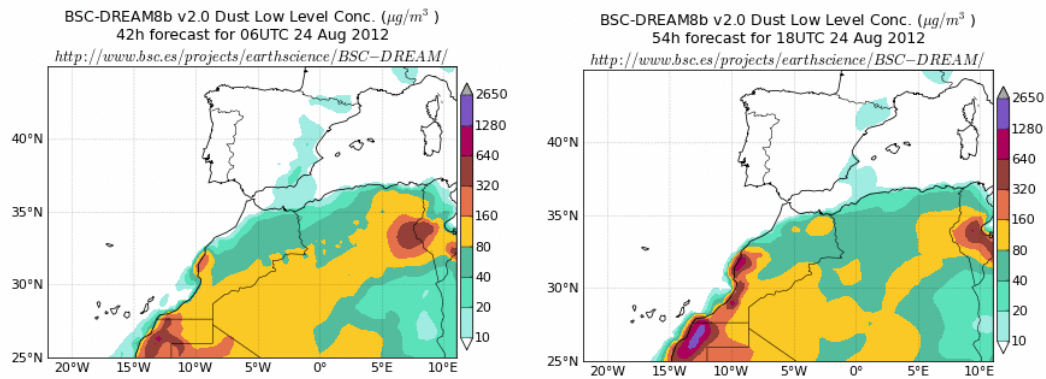 BSC-DREAM8b v2.0 Dust Low Level Conc. (μg/m³ )
42h forecast for 06UTC 24 Aug 2012
http://www.bsc.es/projects/earthscience/BSC−DREAM/
40°N
35°N
30°N
25°N
20°W
15°W
10°W
5°W
0°E
5°E
10°E
2650
1280
640
320
160
80
40
20
10
BSC-DREAM8b v2.0 Dust Low Level Conc. (μg/m³ )
54h forecast for 18UTC 24 Aug 2012
http://www.bsc.es/projects/earthscience/BSC−DREAM/
40°N
35°N
30°N
25°N
20°W
15°W
10°W
5°W
0°E
5°E
10°E
2650
1280
640
320
160
80
40
20
10